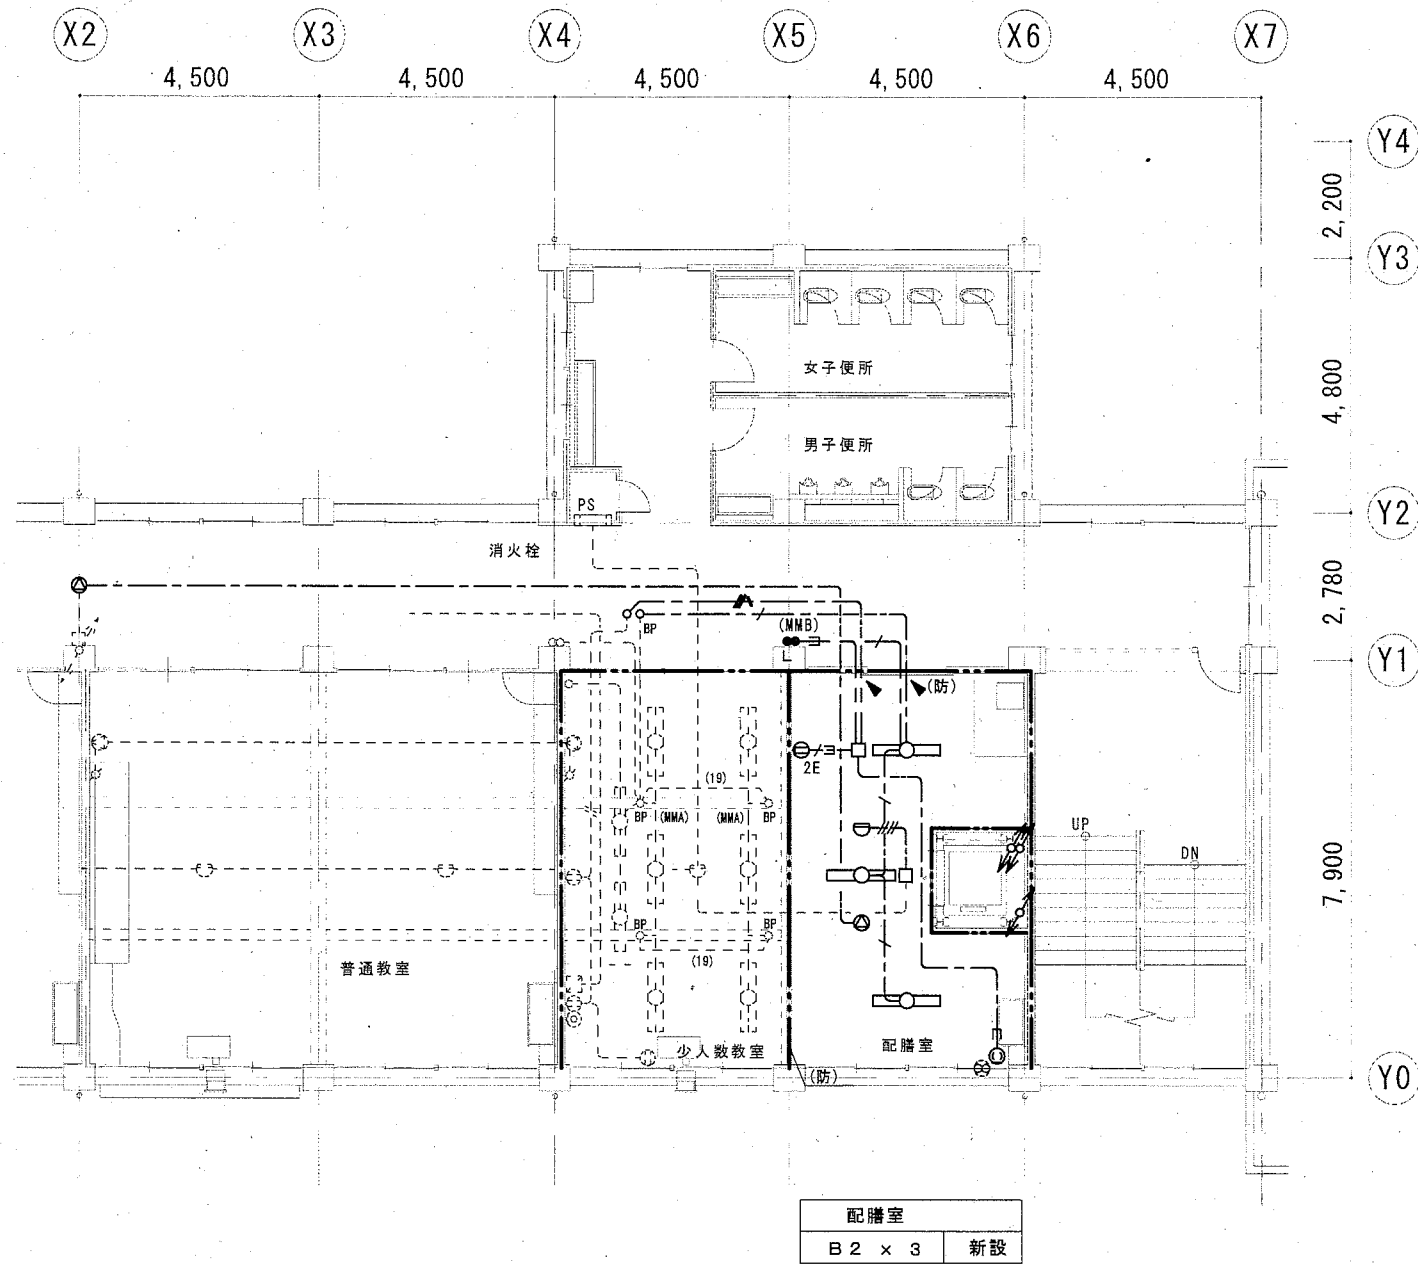 X2 X3 X4 X5 X6 X7
4,500 4,500 4,500 4,500 4,500
Y4
2,200
Y3
女子便所
4,800
男子便所
PS
Y2
消火栓
2,780
BP
(MMB)
L
Y1
(防)
2E
(19)
BP (MMA) (MMA) BP
UP
DN
7,900
BP BP
(19)
普通教室
少人数教室
配膳室
(防)
Y0
配膳室
B2 × 3 新設